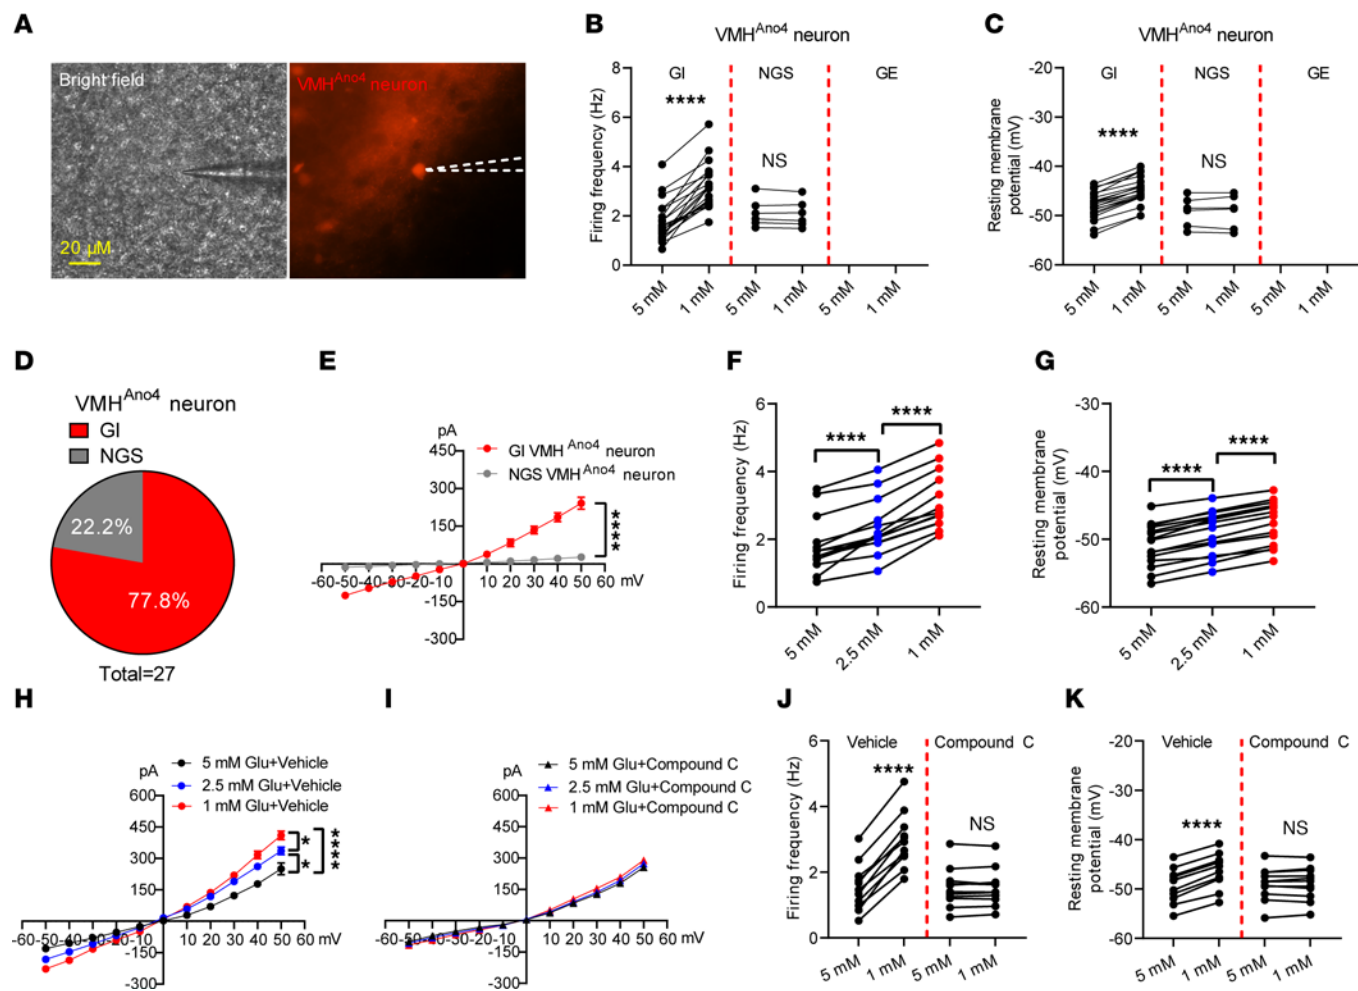 A
Bright field
20 µM
VMH^Ano4 neuron
B
VMH^Ano4 neuron
GI
NGS
GE
****
NS
Firing frequency (Hz)
8
6
4
2
0
5 mM
1 mM
5 mM
1 mM
5 mM
1 mM
C
VMH^Ano4 neuron
GI
NGS
GE
****
NS
Resting membrane
potential (mV)
-20
-30
-40
-50
-60
5 mM
1 mM
5 mM
1 mM
5 mM
1 mM
D
VMH^Ano4 neuron
GI
NGS
22.2%
77.8%
Total=27
E
pA
450
300
150
-150
-300
-60
-50
-40
-30
-20
-10
10
20
30
40
50
60
mV
GI VMH^Ano4 neuron
NGS VMH^Ano4 neuron
****
F
Firing frequency (Hz)
6
4
2
0
****
****
5 mM
2.5 mM
1 mM
G
Resting membrane
potential (mV)
-30
-40
-50
-60
****
****
5 mM
2.5 mM
1 mM
H
5 mM Glu+Vehicle
2.5 mM Glu+Vehicle
1 mM Glu+Vehicle
pA
600
450
300
150
-150
-300
-60
-50
-40
-30
-20
-10
10
20
30
40
50
60
mV
*
*
****
I
5 mM Glu+Compound C
2.5 mM Glu+Compound C
1 mM Glu+Compound C
pA
600
450
300
150
-150
-300
-60
-50
-40
-30
-20
-10
10
20
30
40
50
60
mV
J
Vehicle
Compound C
****
NS
Firing frequency (Hz)
6
4
2
0
5 mM
1 mM
5 mM
1 mM
K
Vehicle
Compound C
****
NS
Resting membrane
potential (mV)
-20
-30
-40
-50
-60
5 mM
1 mM
5 mM
1 mM